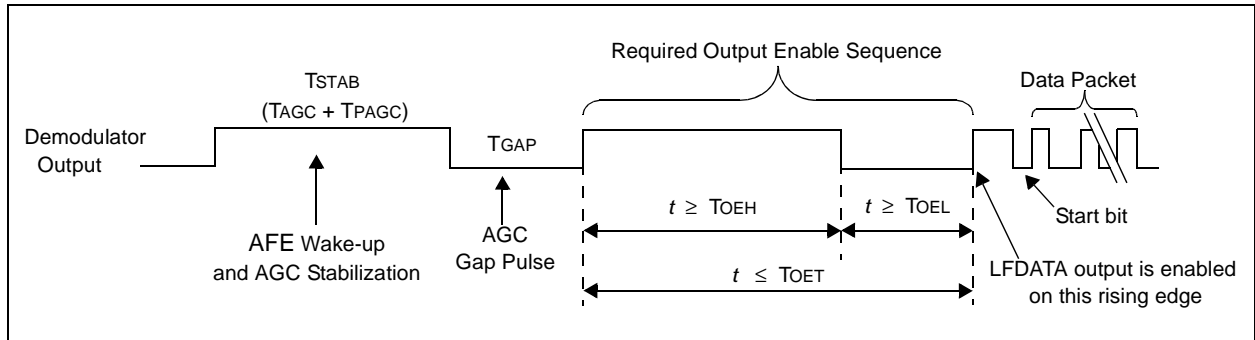 Required Output Enable Sequence
Data Packet
TSTAB
(TAGC + TPAGC)
Demodulator
Output
TGAP
t ≥ TOEH
t ≥ TOEL
Start bit
AFE Wake-up
and AGC Stabilization
AGC
Gap Pulse
t ≤ TOET
LFDATA output is enabled
on this rising edge